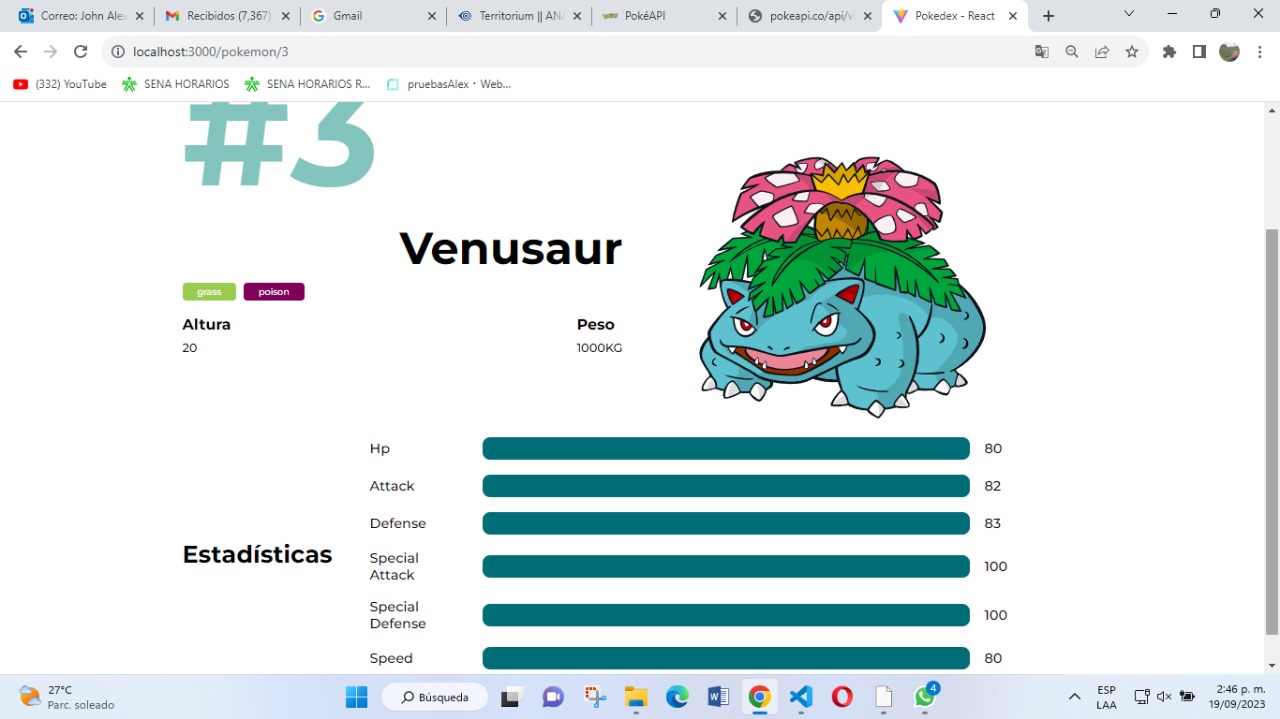 Correo: John Alex
Recibidos (7,367)
Gmail
Territorium || ANA
PokéAPI
pokeapi.co/api/v
Pokedex - React
localhost:3000/pokemon/3
(332) YouTube
SENA HORARIOS
SENA HORARIOS R...
pruebasAlex · Web...
#3
Venusaur
grass poison
Altura Peso
20 1000KG
Hp 80
Attack 82
Defense 83
Estadísticas
Special
Attack 100
Special
Defense 100
Speed 80
27°C
Parc. soleado
Búsqueda
4
ESP
LAA
2:46 p. m.
19/09/2023